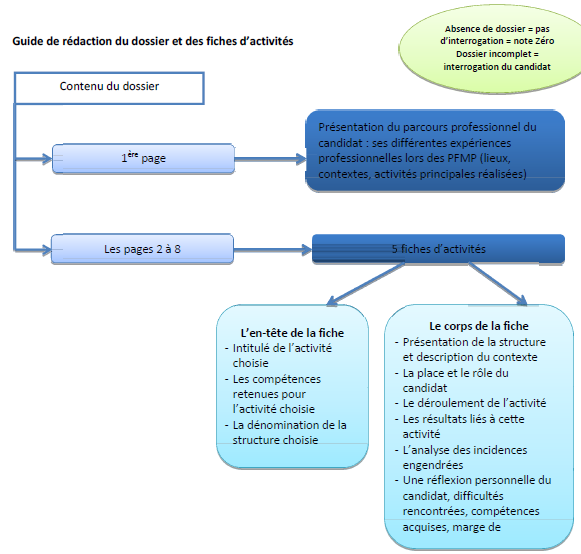 Absence de dossier = pas
d'interrogation = note Zéro
Dossier incomplet =
interrogation du candidat
Guide de rédaction du dossier et des fiches d'activités
Contenu du dossier
1ère page
Présentation du parcours professionnel du
candidat : ses différentes expériences
professionnelles lors des PFMP (lieux,
contextes, activités principales réalisées)
Les pages 2 à 8
5 fiches d'activités
L'en-tête de la fiche
- Intitulé de l'activité
choisie
- Les compétences
retenues pour
l'activité choisie
- La dénomination de la
structure choisie
Le corps de la fiche
- Présentation de la structure
et description du contexte
- La place et le rôle du
candidat
- Le déroulement de l'activité
- Les résultats liés à cette
activité
- L'analyse des incidences
engendrées
- Une réflexion personnelle du
candidat, difficultés
rencontrées, compétences
acquises, marge de